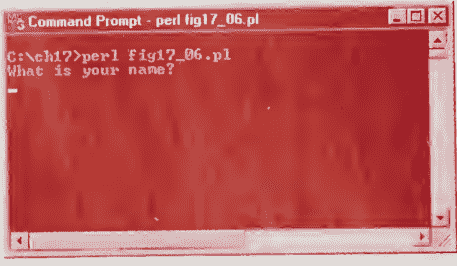 Command Prompt - perl fig17_06.pl
C:\ch17>perl fig17_06.pl
What is your name?